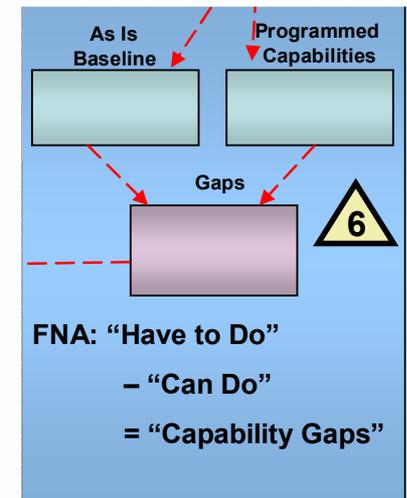 As Is
Baseline
Programmed
Capabilities
Gaps
6
FNA: “Have to Do”
– “Can Do”
= “Capability Gaps”